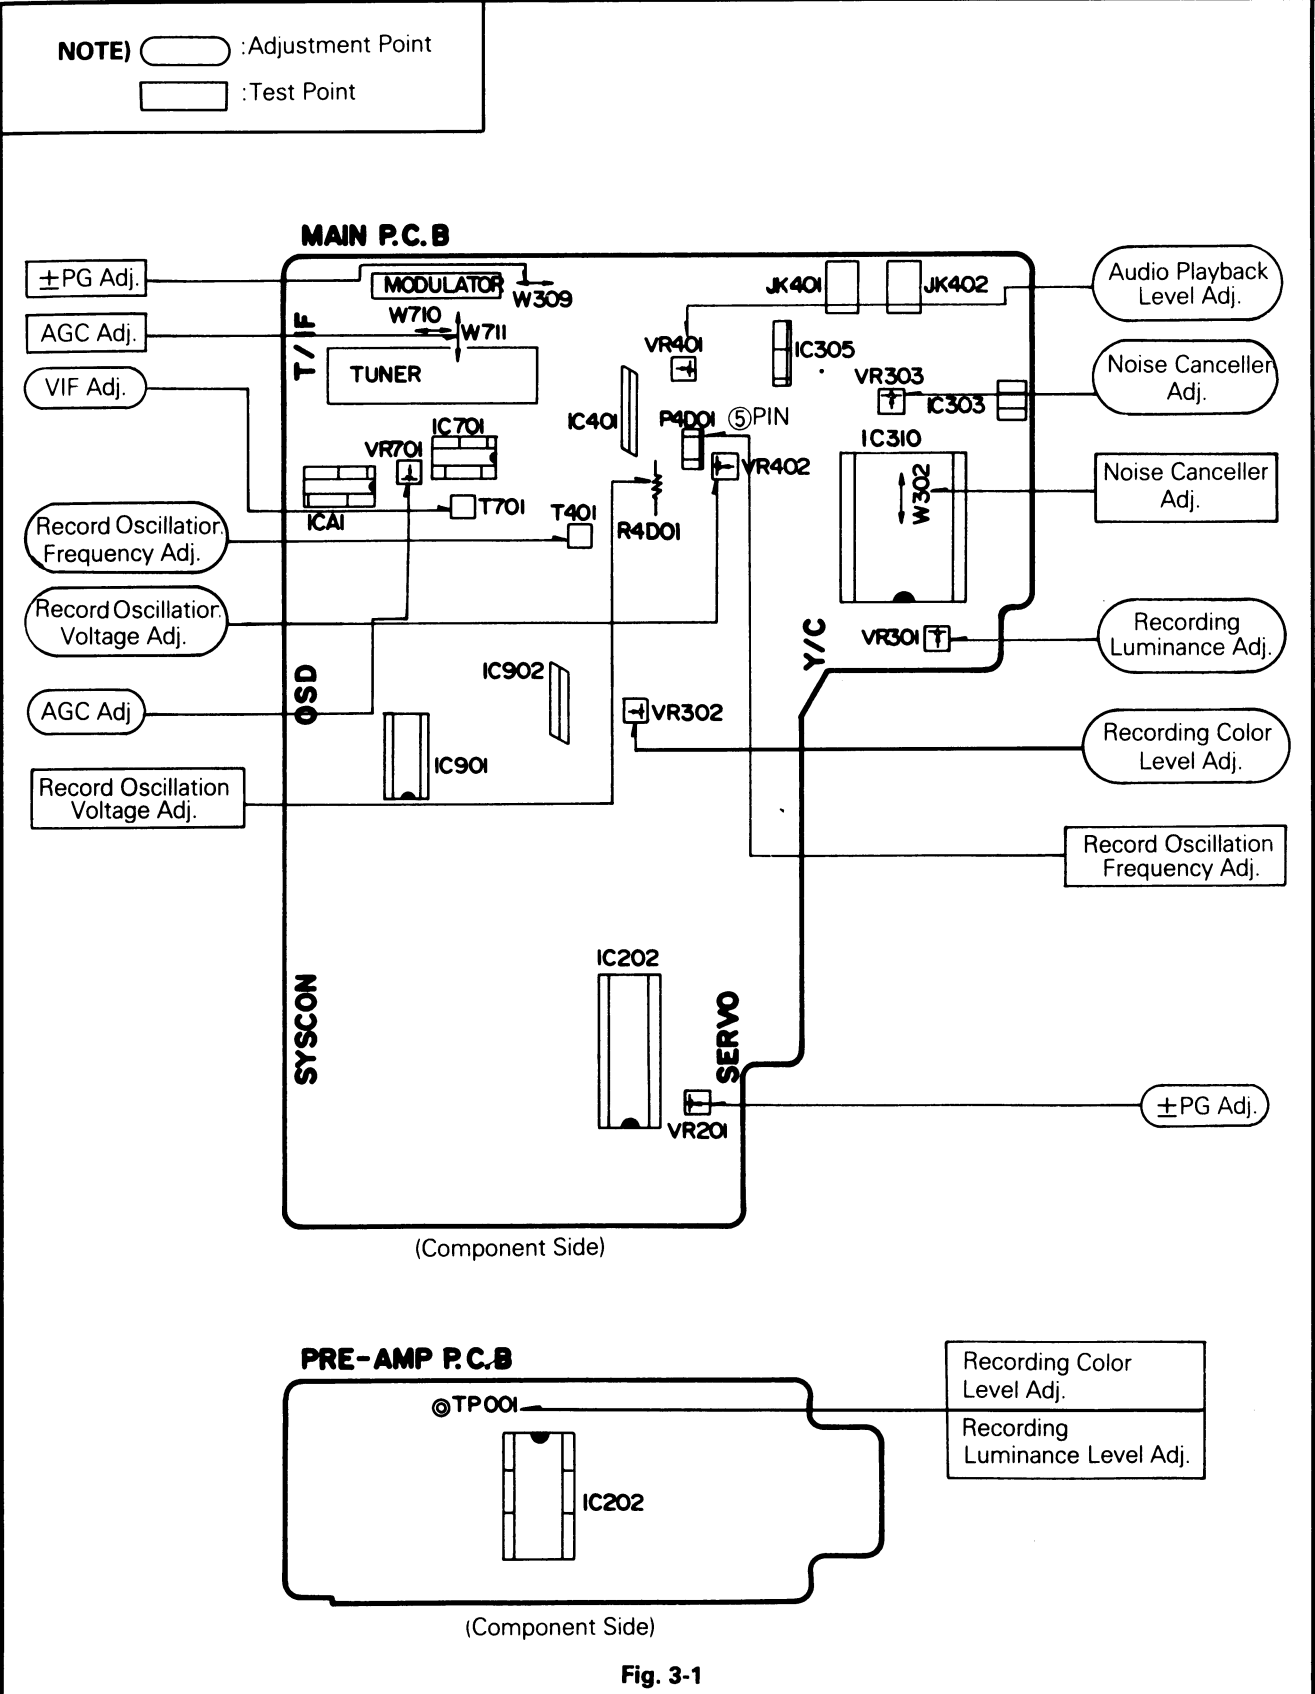 NOTE) :Adjustment Point
:Test Point
MAIN P.C.B
±PG Adj.
AGC Adj.
VIF Adj.
Record Oscillation
Frequency Adj.
Record Oscillation
Voltage Adj.
AGC Adj
Record Oscillation
Voltage Adj.
MODULATOR
W309
W710
W711
T/IF
TUNER
IC701
VR701
ICA1
T701
T401
R4D01
IC401
VR401
P4D01
⑤PIN
VR402
JK401
JK402
IC305
VR303
IC303
IC310
W302
VR301
Y/C
OSD
IC902
VR302
IC901
SYSCON
IC202
SERVO
VR201
Audio Playback
Level Adj.
Noise Canceller
Adj.
Noise Canceller
Adj.
Recording
Luminance Adj.
Recording Color
Level Adj.
Record Oscillation
Frequency Adj.
±PG Adj.
(Component Side)
PRE-AMP P.C.B
TP001
IC202
Recording Color
Level Adj.
Recording
Luminance Level Adj.
(Component Side)
Fig. 3-1